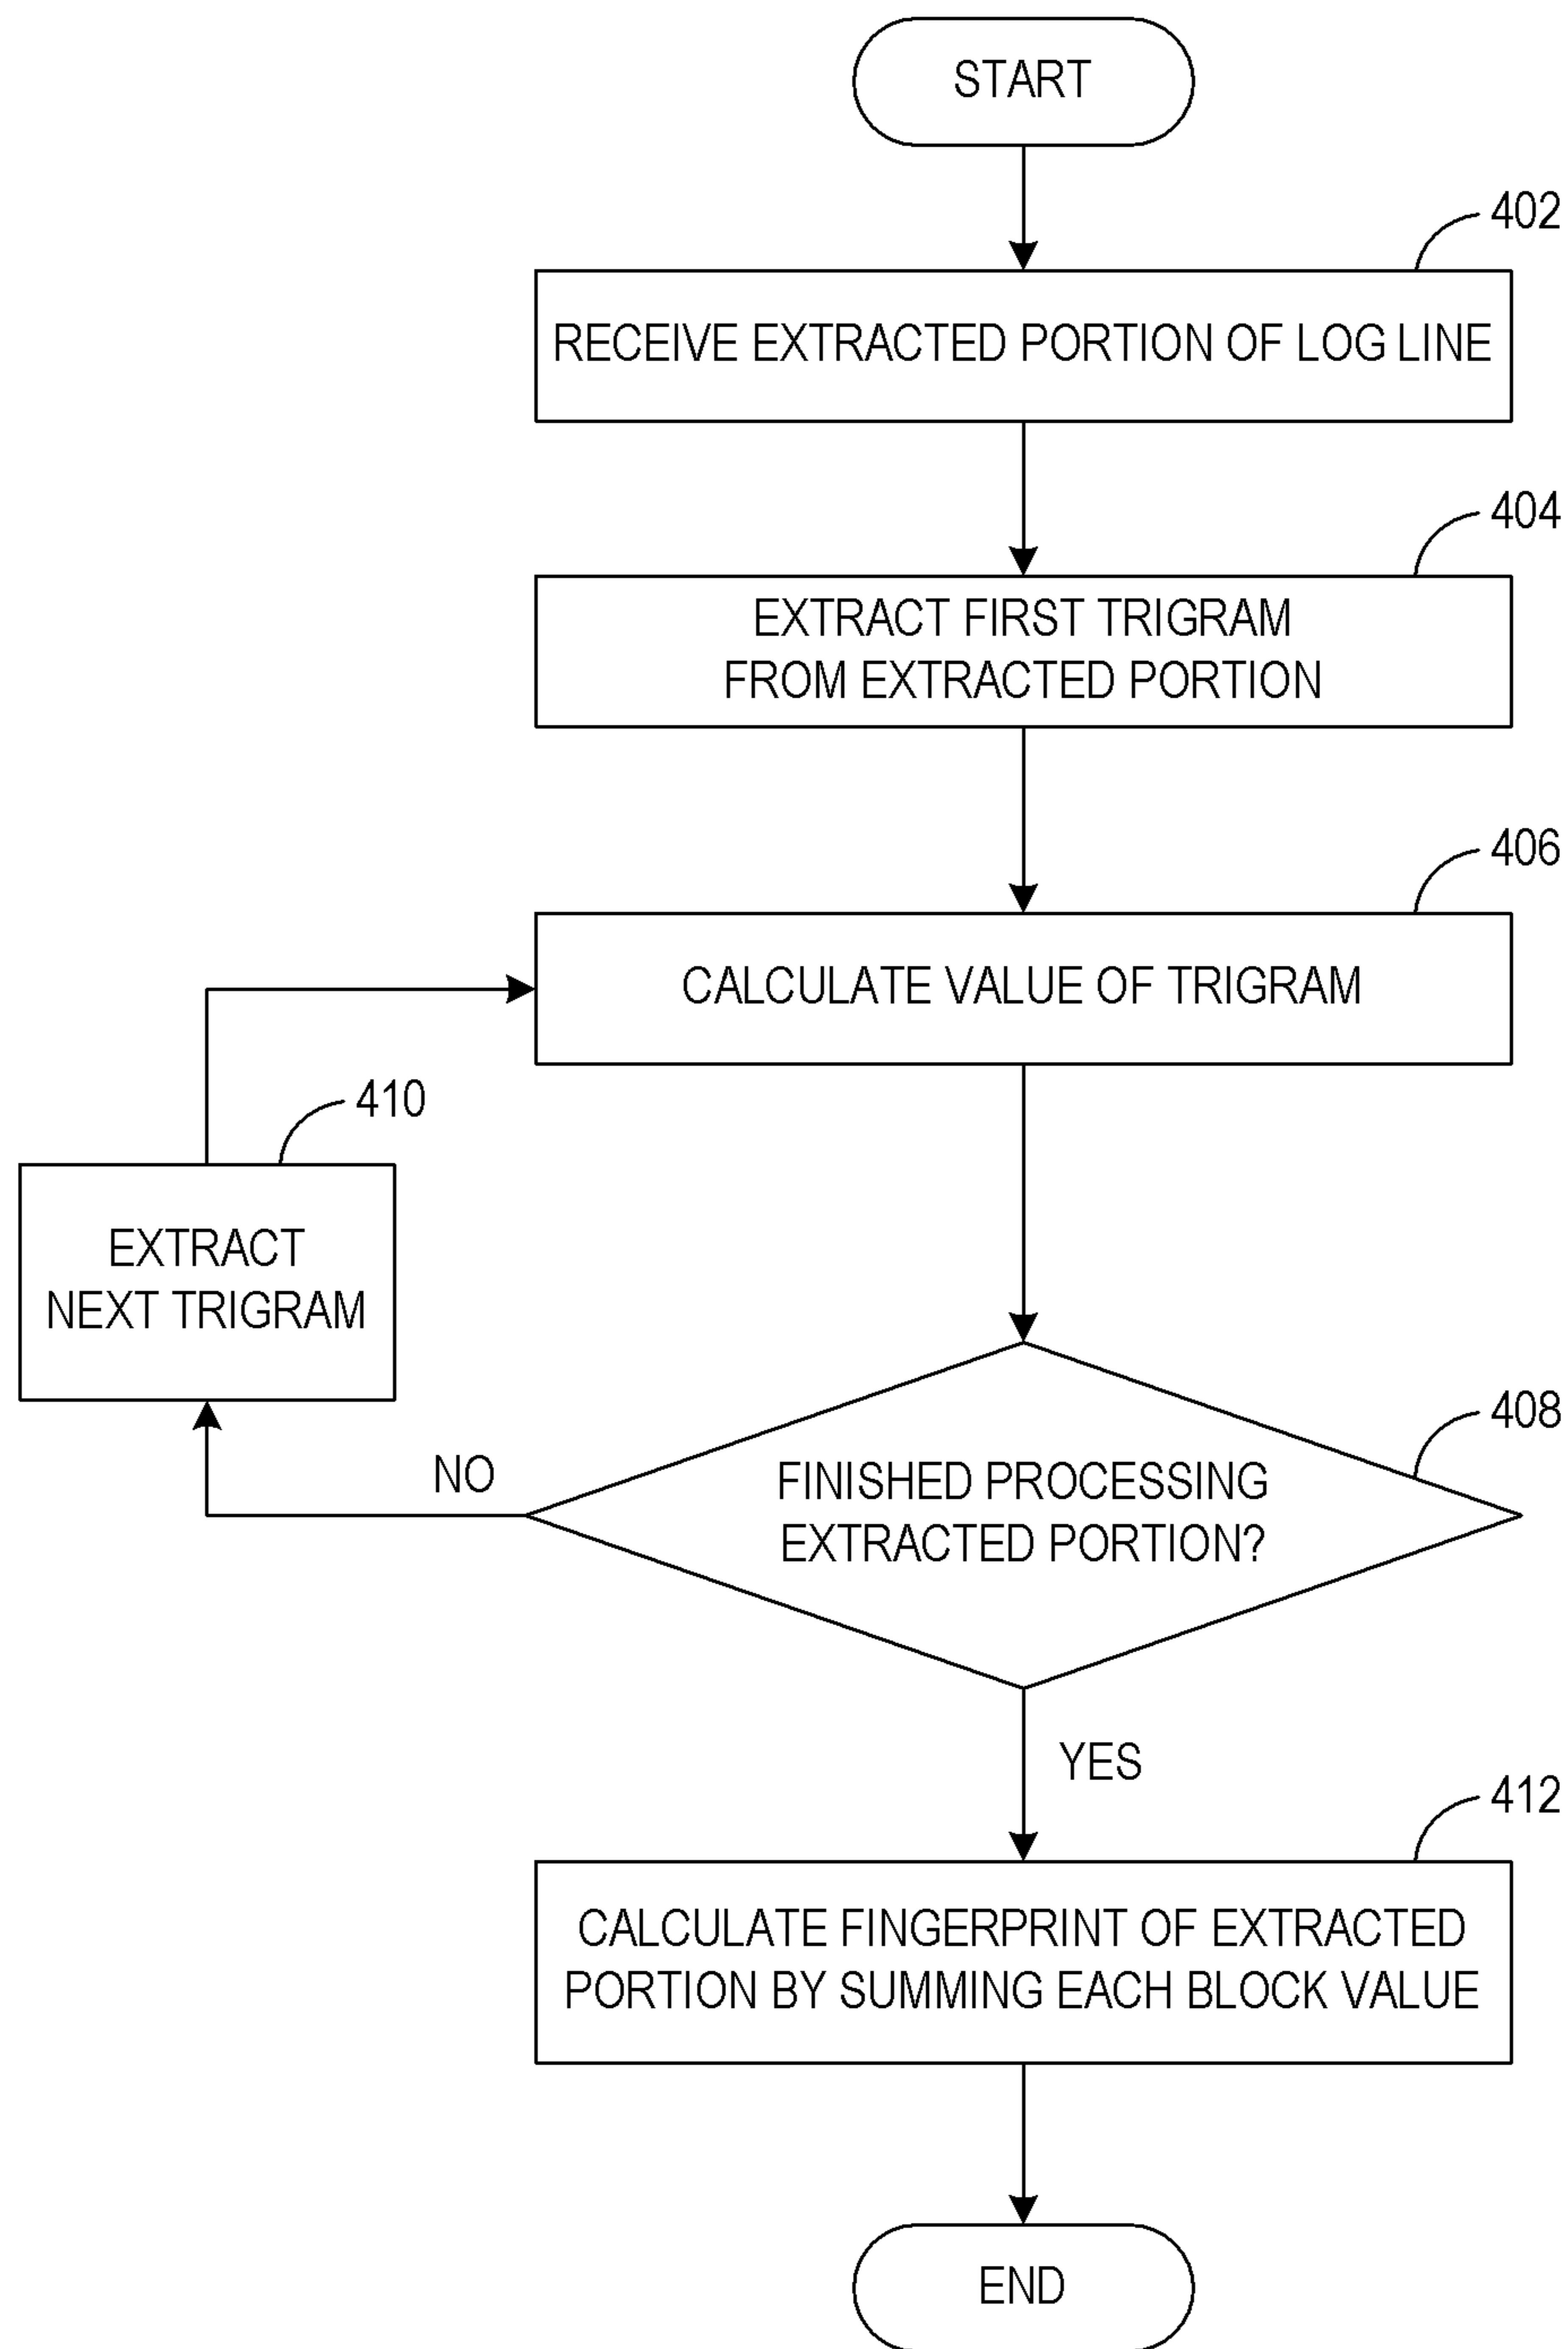 START
402
RECEIVE EXTRACTED PORTION OF LOG LINE
404
EXTRACT FIRST TRIGRAM
FROM EXTRACTED PORTION
406
CALCULATE VALUE OF TRIGRAM
410
EXTRACT
NEXT TRIGRAM
408
NO
FINISHED PROCESSING
EXTRACTED PORTION?
YES
412
CALCULATE FINGERPRINT OF EXTRACTED
PORTION BY SUMMING EACH BLOCK VALUE
END